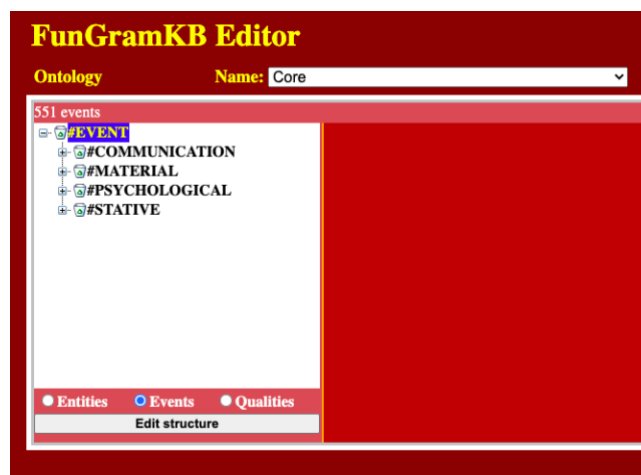 FunGramKB Editor
Ontology Name: Core
551 events
#EVENT
#COMMUNICATION
#MATERIAL
#PSYCHOLOGICAL
#STATIVE
Entities Events Qualities
Edit structure